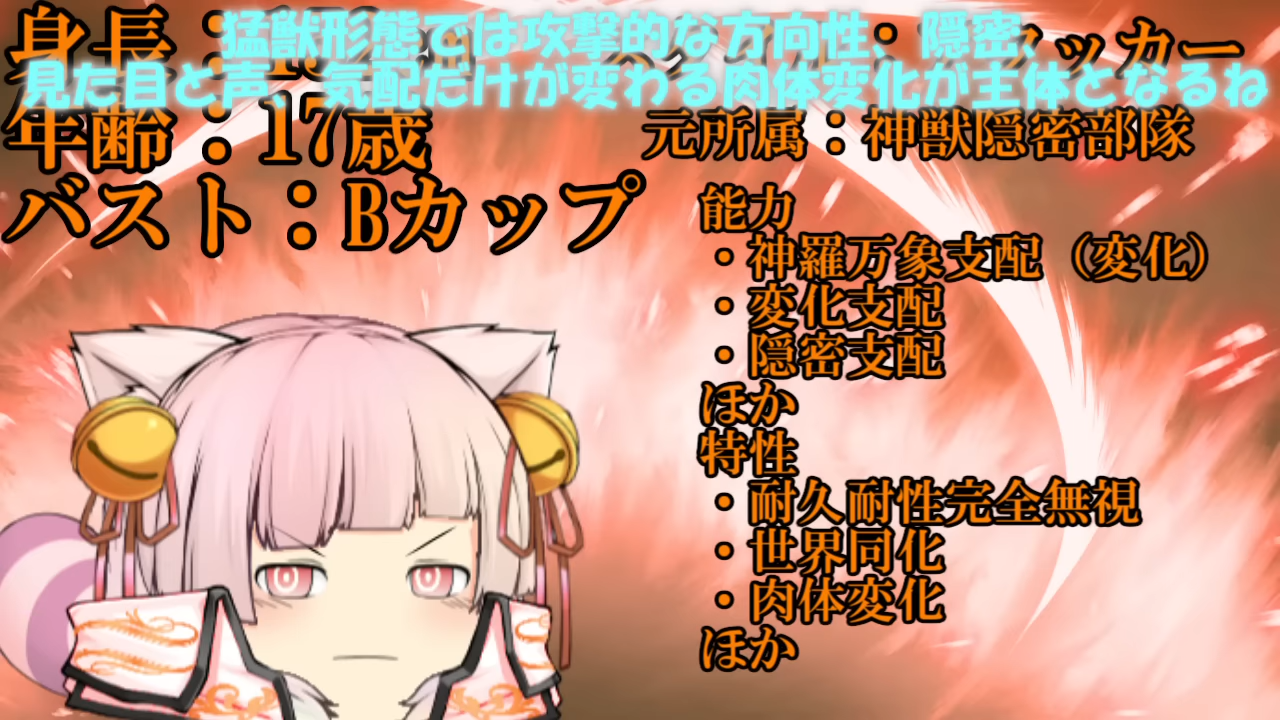 猛獣形態では攻撃的な方向性、隠密、
見た目と声、気配だけが変わる肉体変化が主体となるね
身長：
ッカー
年齢：17歳
元所属：神獣隠密部隊
バスト：Bカップ
能力
・神羅万象支配（変化）
・変化支配
・隠密支配
ほか
特性
・耐久耐性完全無視
・世界同化
・肉体変化
ほか